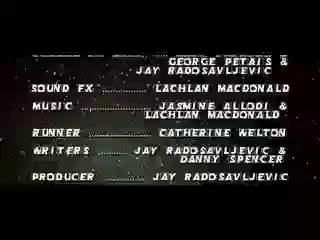 GEORGE PETAIS &
JAY RADOSAVLJEVIC
SOUND FX ............... LACHLAN MACDONALD
MUSIC ............... JASMINE ALLODI &
LACHLAN MACDONALD
RUNNER ............... CATHERINE WELTON
WRITERS ............ JAY RADOSAVLJEVIC &
DANNY SPENCER
PRODUCER ............ JAY RADOSAVLJEVIC